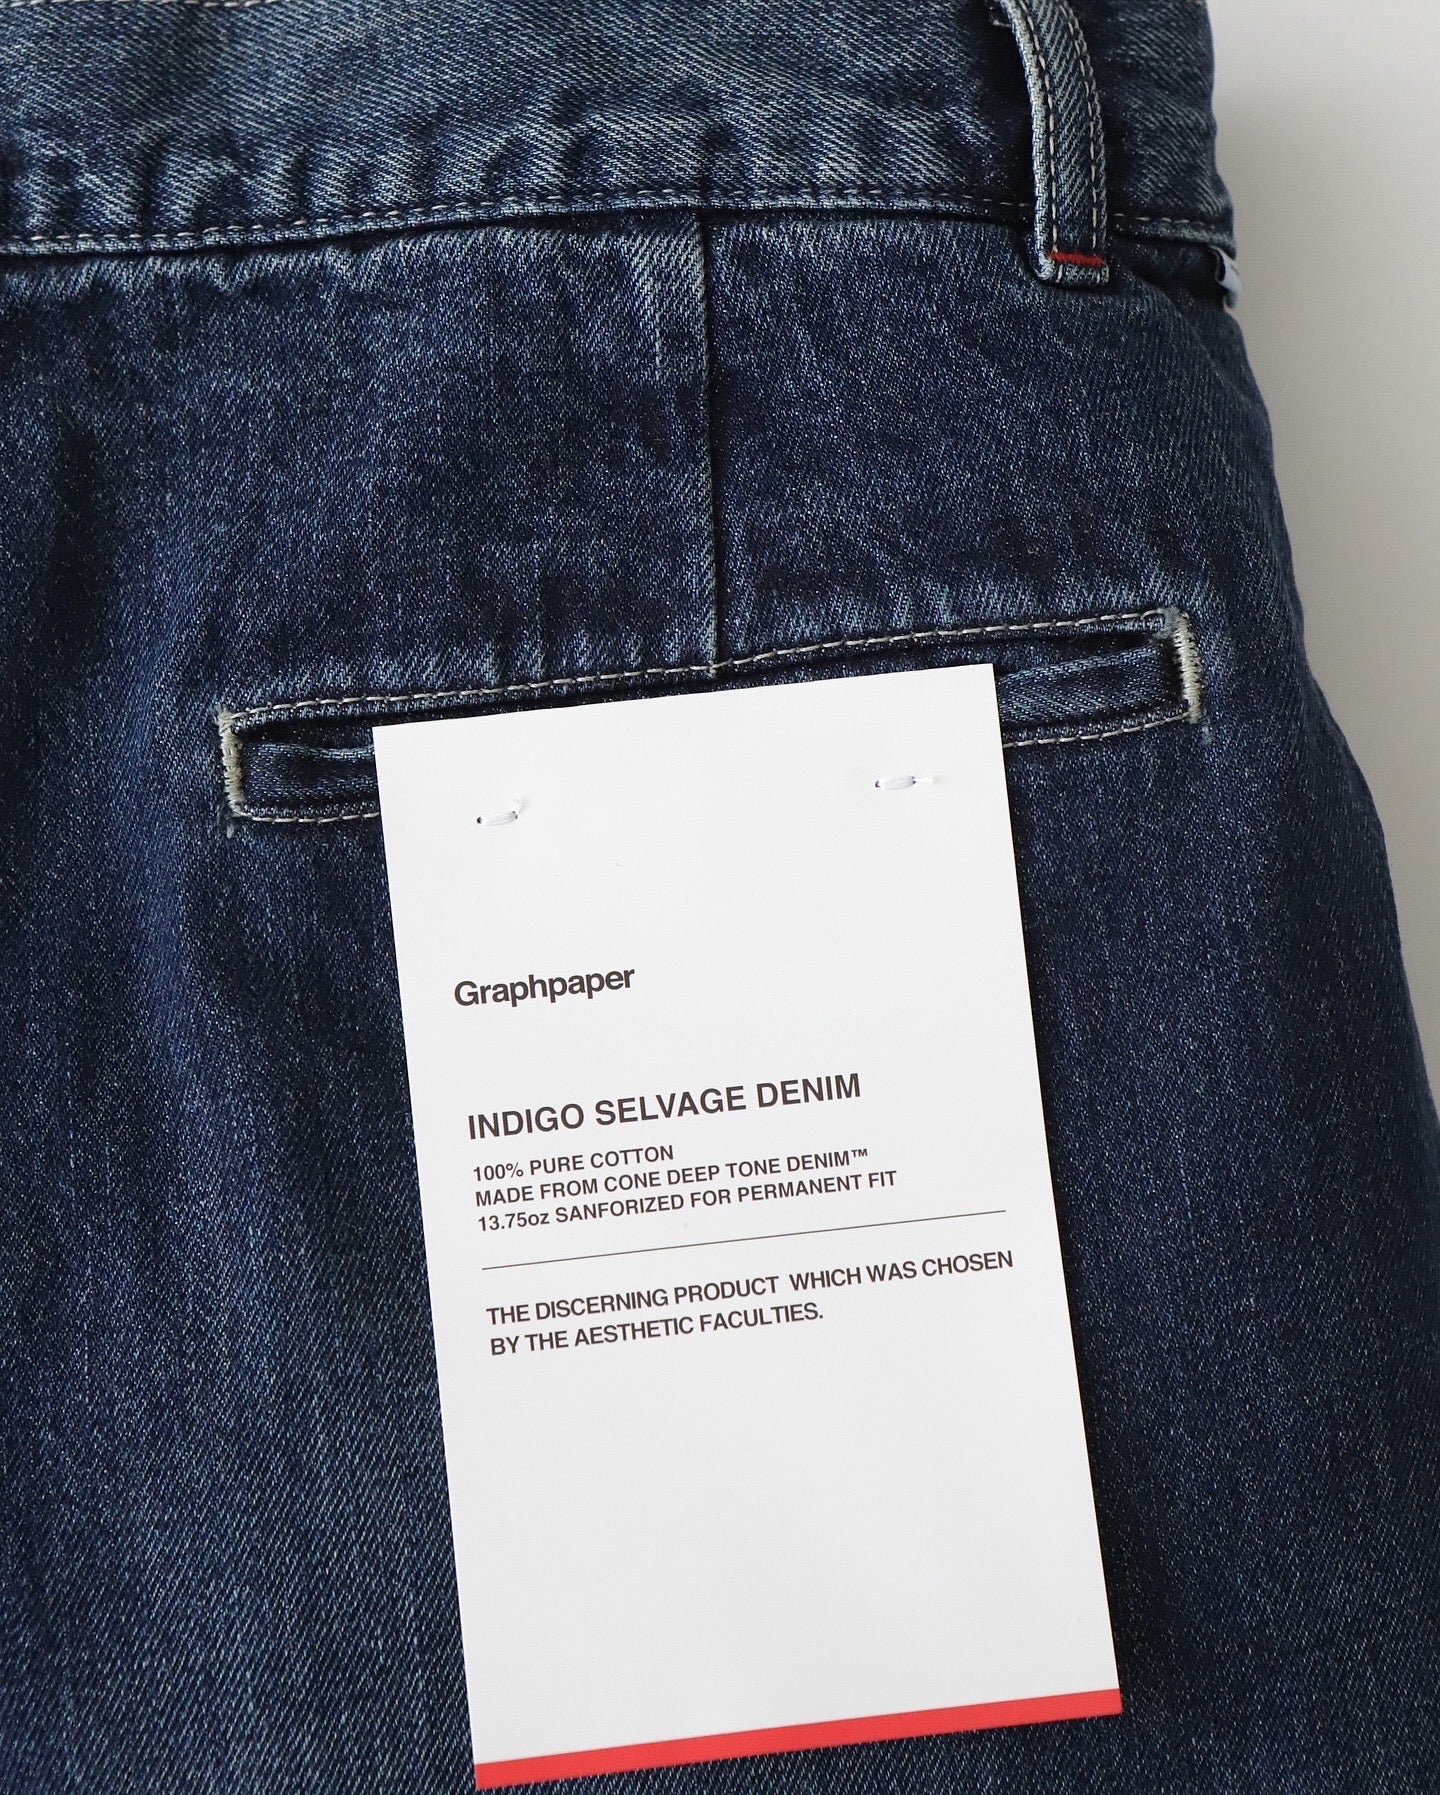 Graphpaper
INDIGO SELVAGE DENIM
100% PURE COTTON
MADE FROM CONE DEEP TONE DENIM™
13.75oz SANFORIZED FOR PERMANENT FIT
THE DISCERNING PRODUCT WHICH WAS CHOSEN
BY THE AESTHETIC FACULTIES.